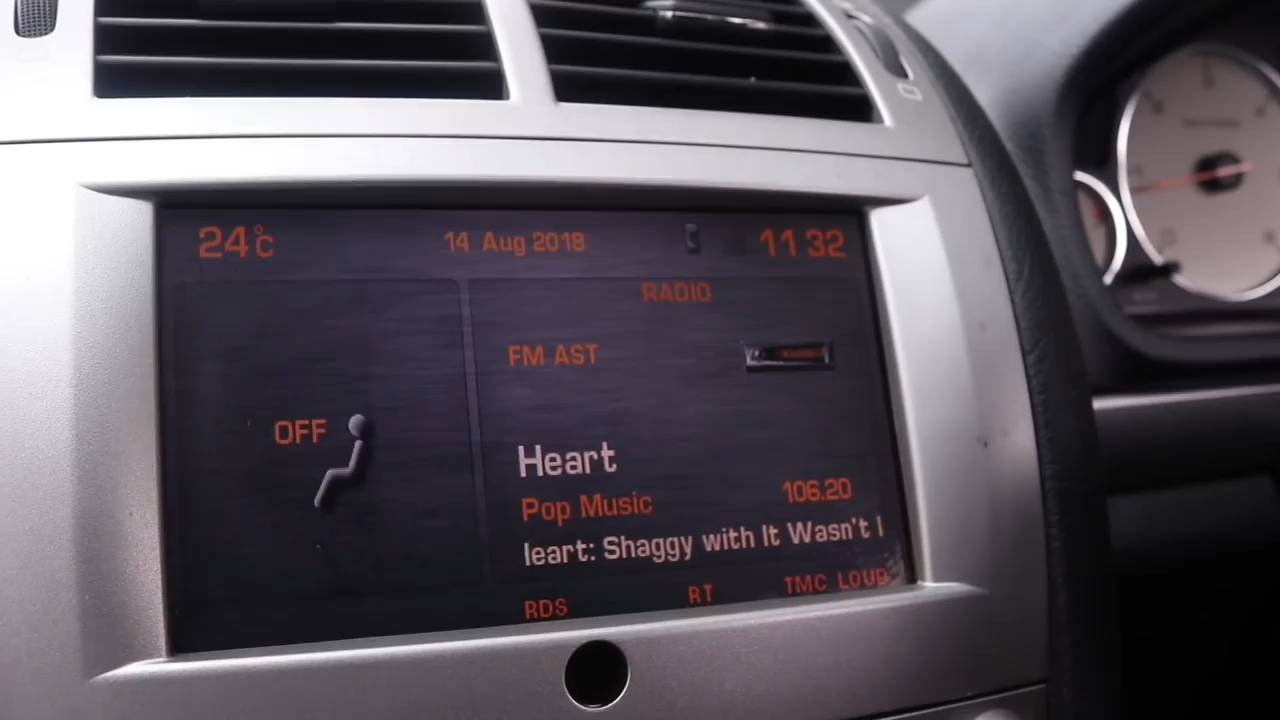 24°C 14 Aug 2018 11 32
RADIO
FM AST
OFF
Heart
Pop Music 106.20
leart: Shaggy with It Wasn't I
RDS RT TMC LOUD